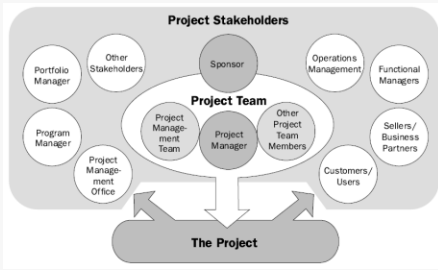 Project Stakeholders
Other
Stakeholders
Sponsor
Operations
Management
Portfolio
Manager
Functional
Managers
Project Team
Program
Manager
Project
Manage-
ment
Team
Project
Manager
Other
Project
Team
Members
Sellers/
Business
Partners
Project
Manage-
ment
Office
Customers/
Users
The Project